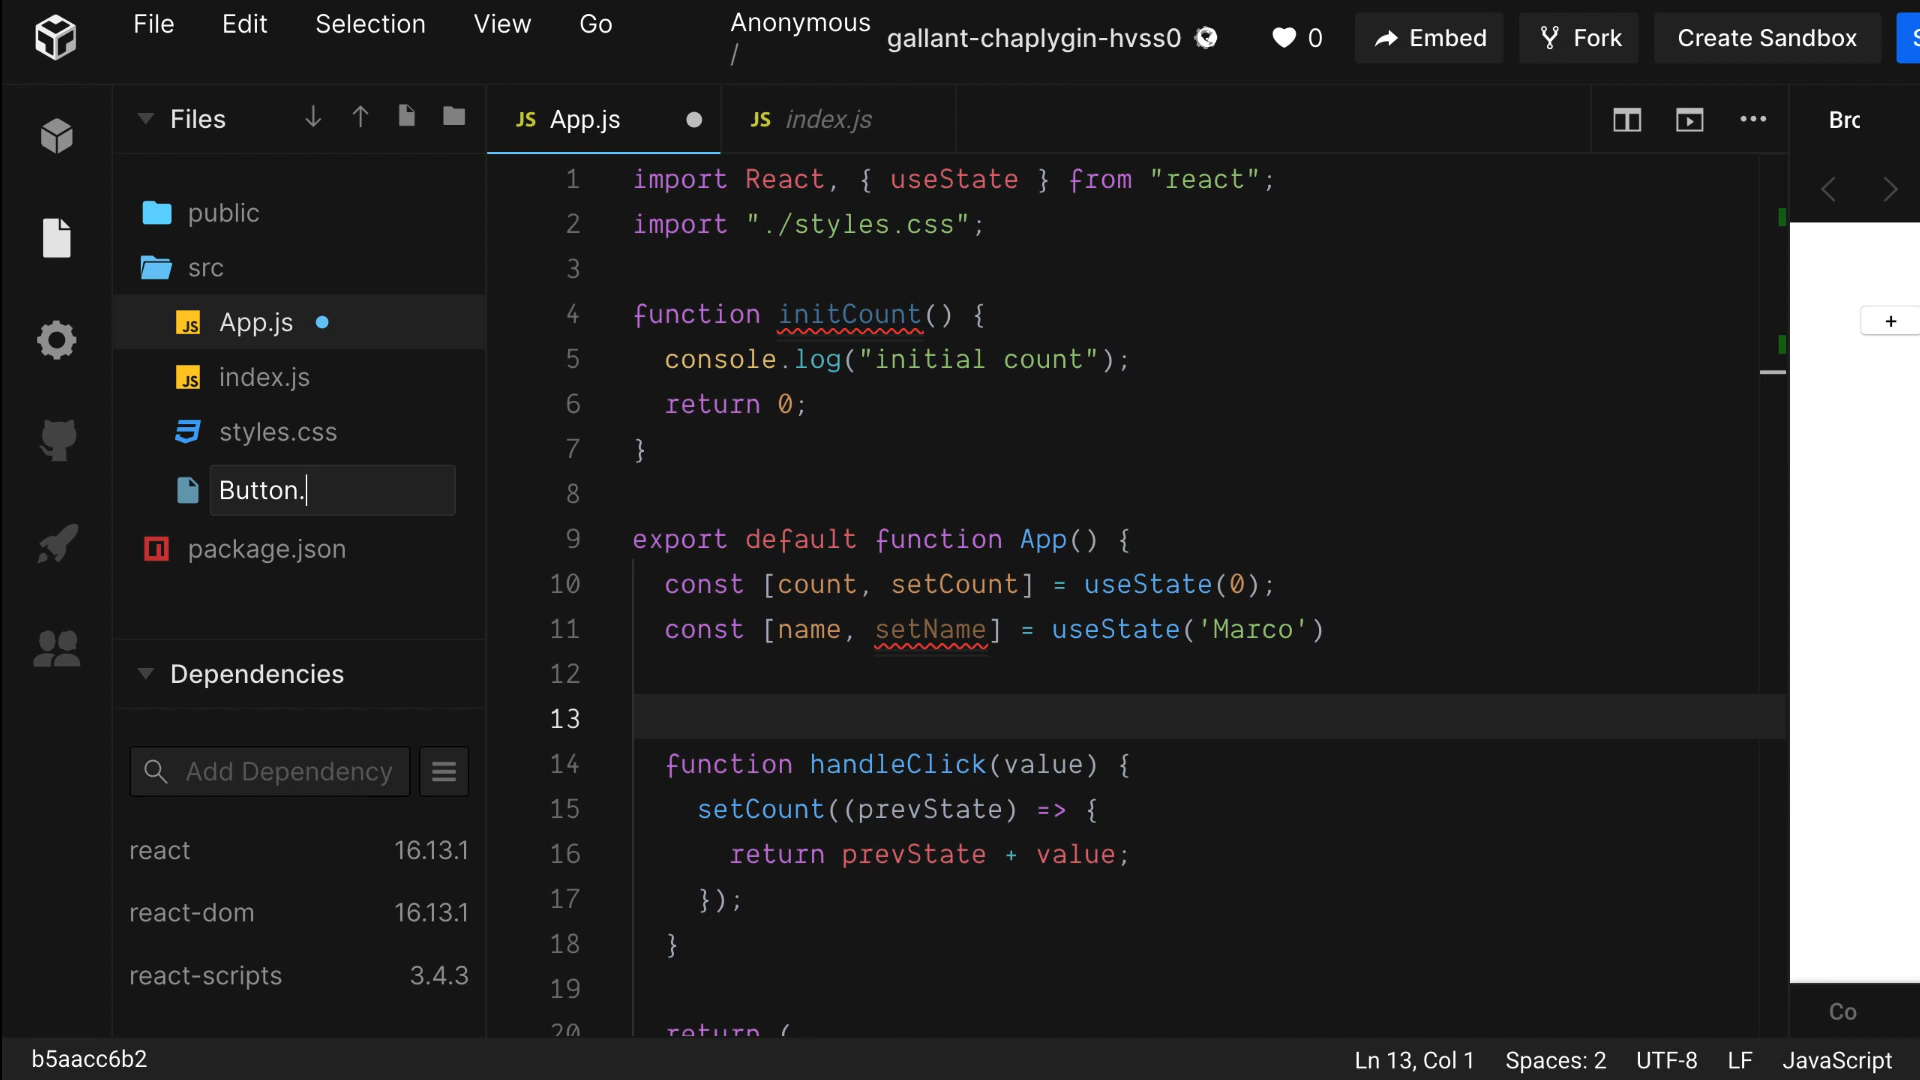 File Edit Selection View Go
Anonymous / gallant-chaplygin-hvss0 0 Embed Fork Create Sandbox
Files
public
src
JS App.js
JS index.js
styles.css
Button.
package.json
Dependencies
Add Dependency
react 16.13.1
react-dom 16.13.1
react-scripts 3.4.3
JS App.js JS index.js
1 import React, { useState } from "react";
2 import "./styles.css";
3
4 function initCount() {
5 console.log("initial count");
6 return 0;
7 }
8
9 export default function App() {
10 const [count, setCount] = useState(0);
11 const [name, setName] = useState('Marco')
12
13
14 function handleClick(value) {
15 setCount((prevState) => {
16 return prevState + value;
17 });
18 }
19
20 return (
Bro
+
Co
b5aacc6b2 Ln 13, Col 1 Spaces: 2 UTF-8 LF JavaScript